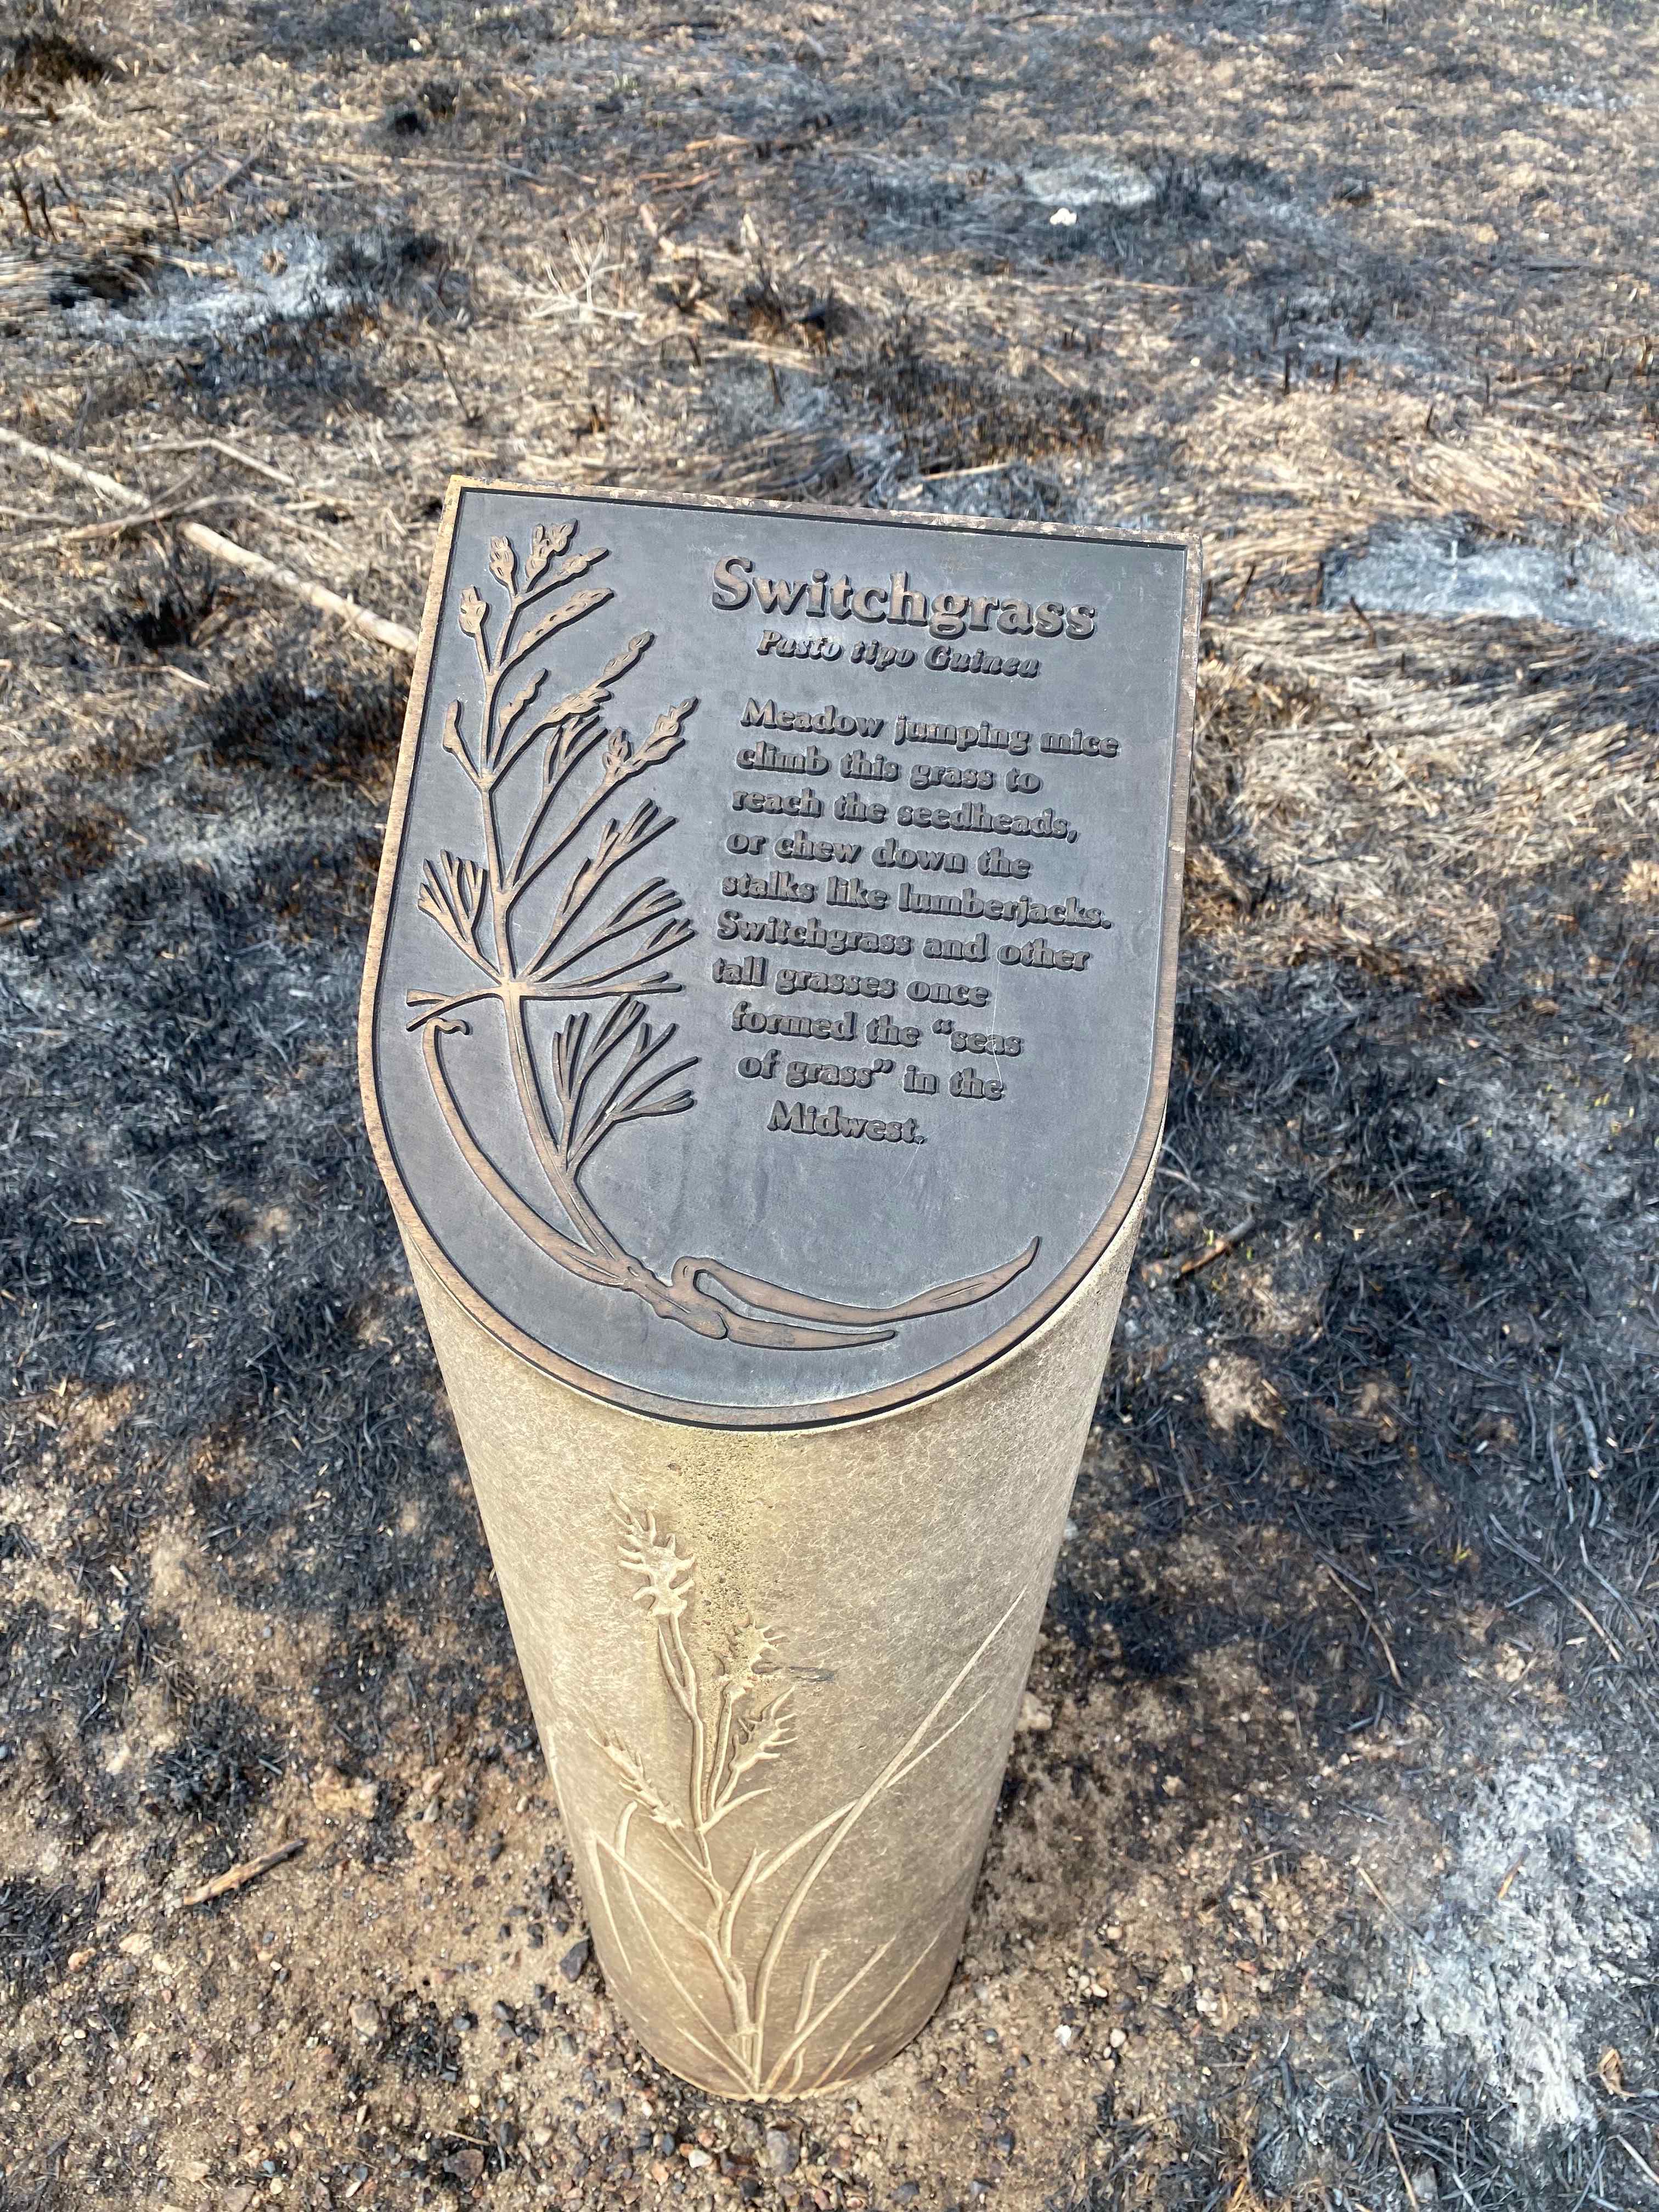 Switchgrass
Pasto tipo Guinea
Meadow jumping mice
climb this grass to
reach the seedheads,
or chew down the
stalks like lumberjacks.
Switchgrass and other
tall grasses once
formed the “seas
of grass” in the
Midwest.